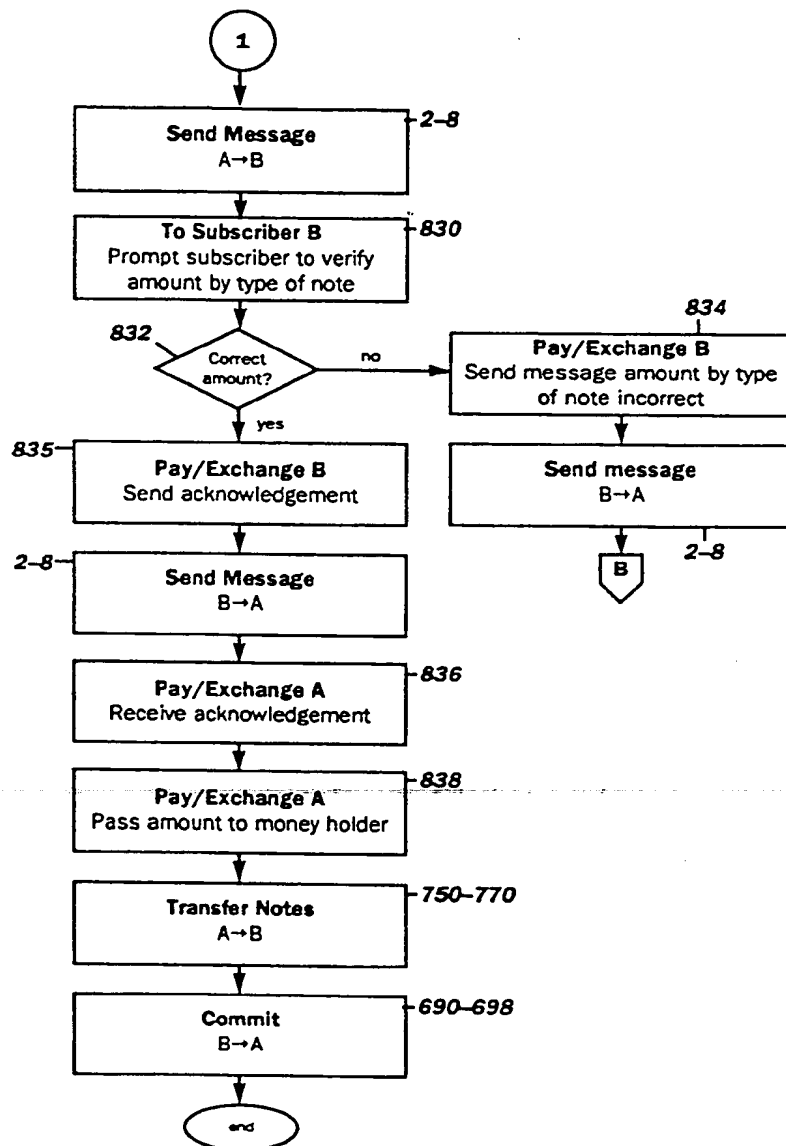 1
Send Message
A→B
2–8
To Subscriber B
Prompt subscriber to verify
amount by type of note
830
832
Correct
amount?
no
yes
834
Pay/Exchange B
Send message amount by type
of note incorrect
Send message
B→A
2–8
B
835
Pay/Exchange B
Send acknowledgement
2–8
Send Message
B→A
Pay/Exchange A
Receive acknowledgement
836
Pay/Exchange A
Pass amount to money holder
838
Transfer Notes
A→B
750–770
Commit
B→A
690–698
end